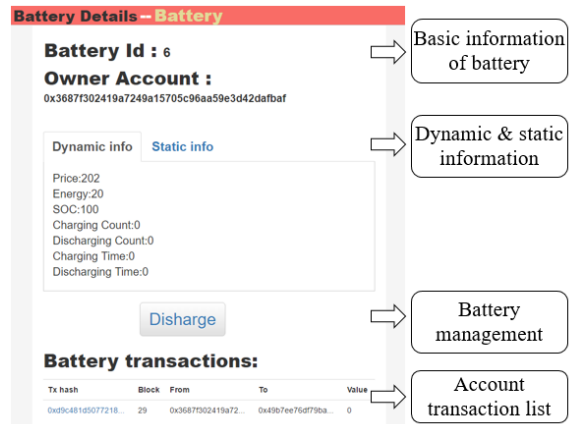 Battery Details -- Battery
Battery Id : 6
Owner Account :
0x3687f302419a7249a15705c96aa59e3d42dafbaf
Dynamic info Static info
Price:202
Energy:20
SOC:100
Charging Count:0
Discharging Count:0
Charging Time:0
Discharging Time:0
Disharge
Battery transactions:
Tx hash Block From To Value
0xd9c481d5077218... 29 0x3687f302419a72... 0x49b7ee76df79ba... 0
Basic information
of battery
Dynamic & static
information
Battery
management
Account
transaction list